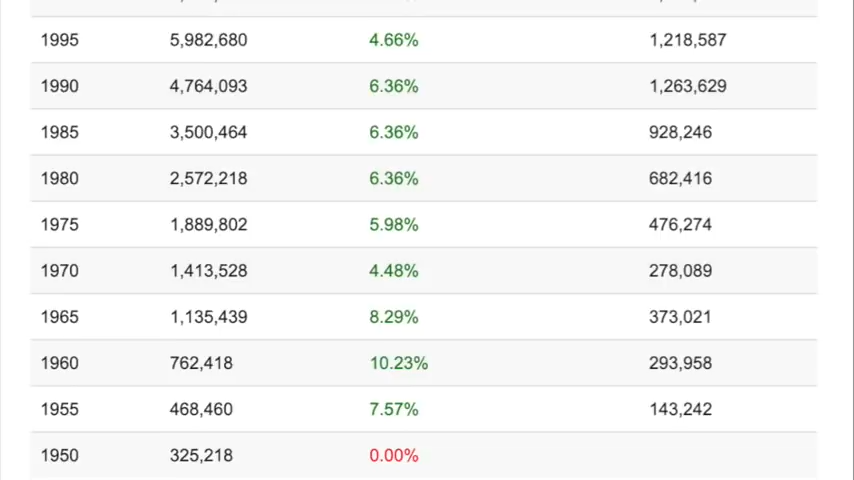 1995 5,982,680 4.66% 1,218,587
1990 4,764,093 6.36% 1,263,629
1985 3,500,464 6.36% 928,246
1980 2,572,218 6.36% 682,416
1975 1,889,802 5.98% 476,274
1970 1,413,528 4.48% 278,089
1965 1,135,439 8.29% 373,021
1960 762,418 10.23% 293,958
1955 468,460 7.57% 143,242
1950 325,218 0.00%